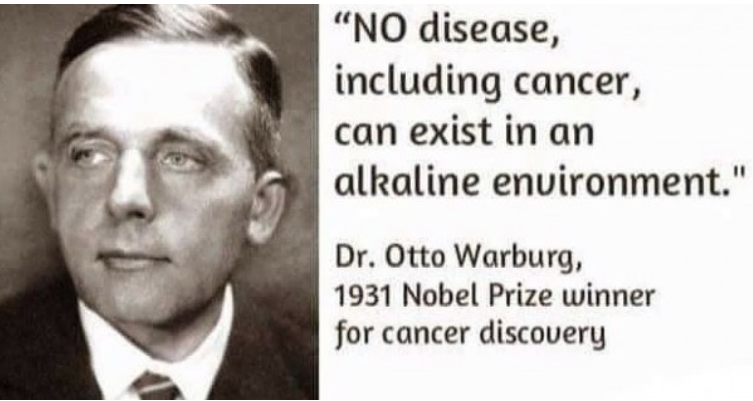 “NO disease,
including cancer,
can exist in an
alkaline environment."
Dr. Otto Warburg,
1931 Nobel Prize winner
for cancer discovery